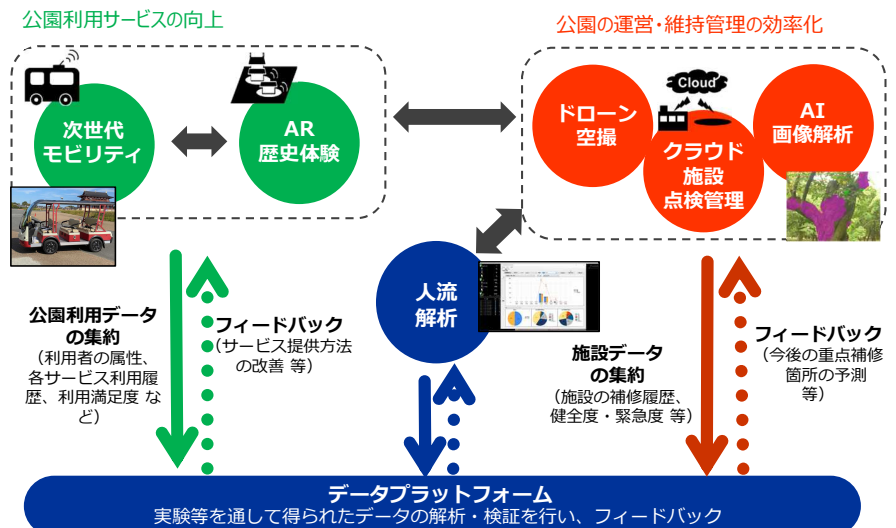 公園利用サービスの向上
公園の運営・維持管理の効率化
次世代
モビリティ
AR
歴史体験
ドローン
空撮
Cloud
クラウド
施設
点検管理
AI
画像解析
人流
解析
公園利用データ
の集約
（利用者の属性、
各サービス利用履
歴、利用満足度 な
ど）
フィードバック
（サービス提供方法
の改善 等）
施設データ
の集約
（施設の補修履歴、
健全度・緊急度 等）
フィードバック
（今後の重点補修
箇所の予測
等）
データプラットフォーム
実験等を通して得られたデータの解析・検証を行い、フィードバック